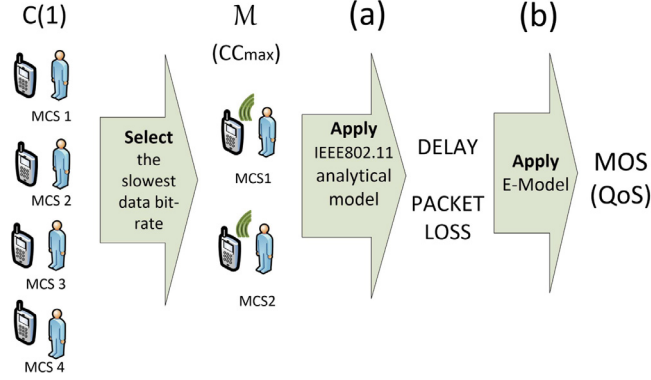 C(1)
MCS 1
MCS 2
MCS 3
MCS 4
Select
the
slowest
data bit-
rate
M
(CCmax)
MCS1
MCS2
(a)
Apply
IEEE802.11
analytical
model
DELAY
PACKET
LOSS
(b)
Apply
E-Model
MOS
(QoS)